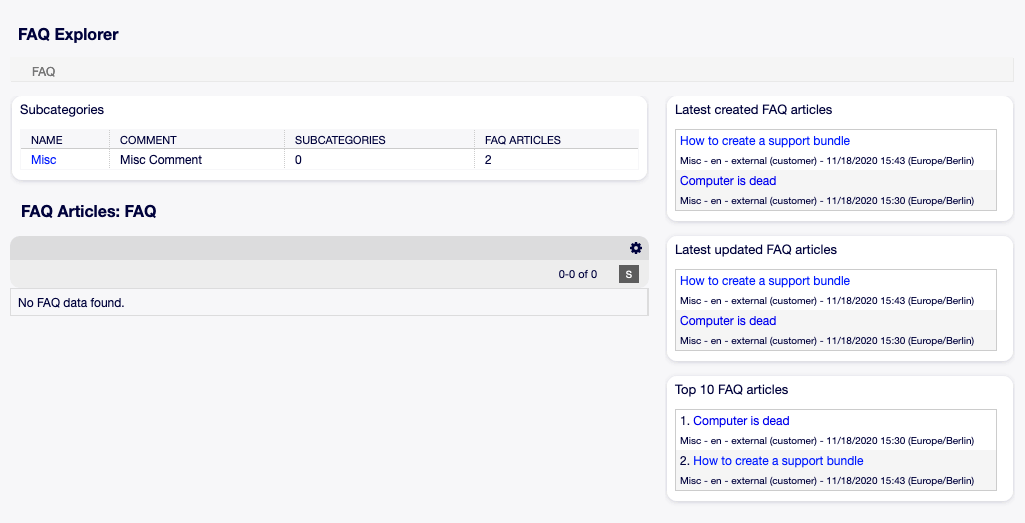 FAQ Explorer
FAQ
Subcategories
NAME COMMENT SUBCATEGORIES FAQ ARTICLES
Misc Misc Comment 0 2
FAQ Articles: FAQ
0-0 of 0 S
No FAQ data found.
Latest created FAQ articles
How to create a support bundle
Misc - en - external (customer) - 11/18/2020 15:43 (Europe/Berlin)
Computer is dead
Misc - en - external (customer) - 11/18/2020 15:30 (Europe/Berlin)
Latest updated FAQ articles
How to create a support bundle
Misc - en - external (customer) - 11/18/2020 15:43 (Europe/Berlin)
Computer is dead
Misc - en - external (customer) - 11/18/2020 15:30 (Europe/Berlin)
Top 10 FAQ articles
1. Computer is dead
Misc - en - external (customer) - 11/18/2020 15:30 (Europe/Berlin)
2. How to create a support bundle
Misc - en - external (customer) - 11/18/2020 15:43 (Europe/Berlin)